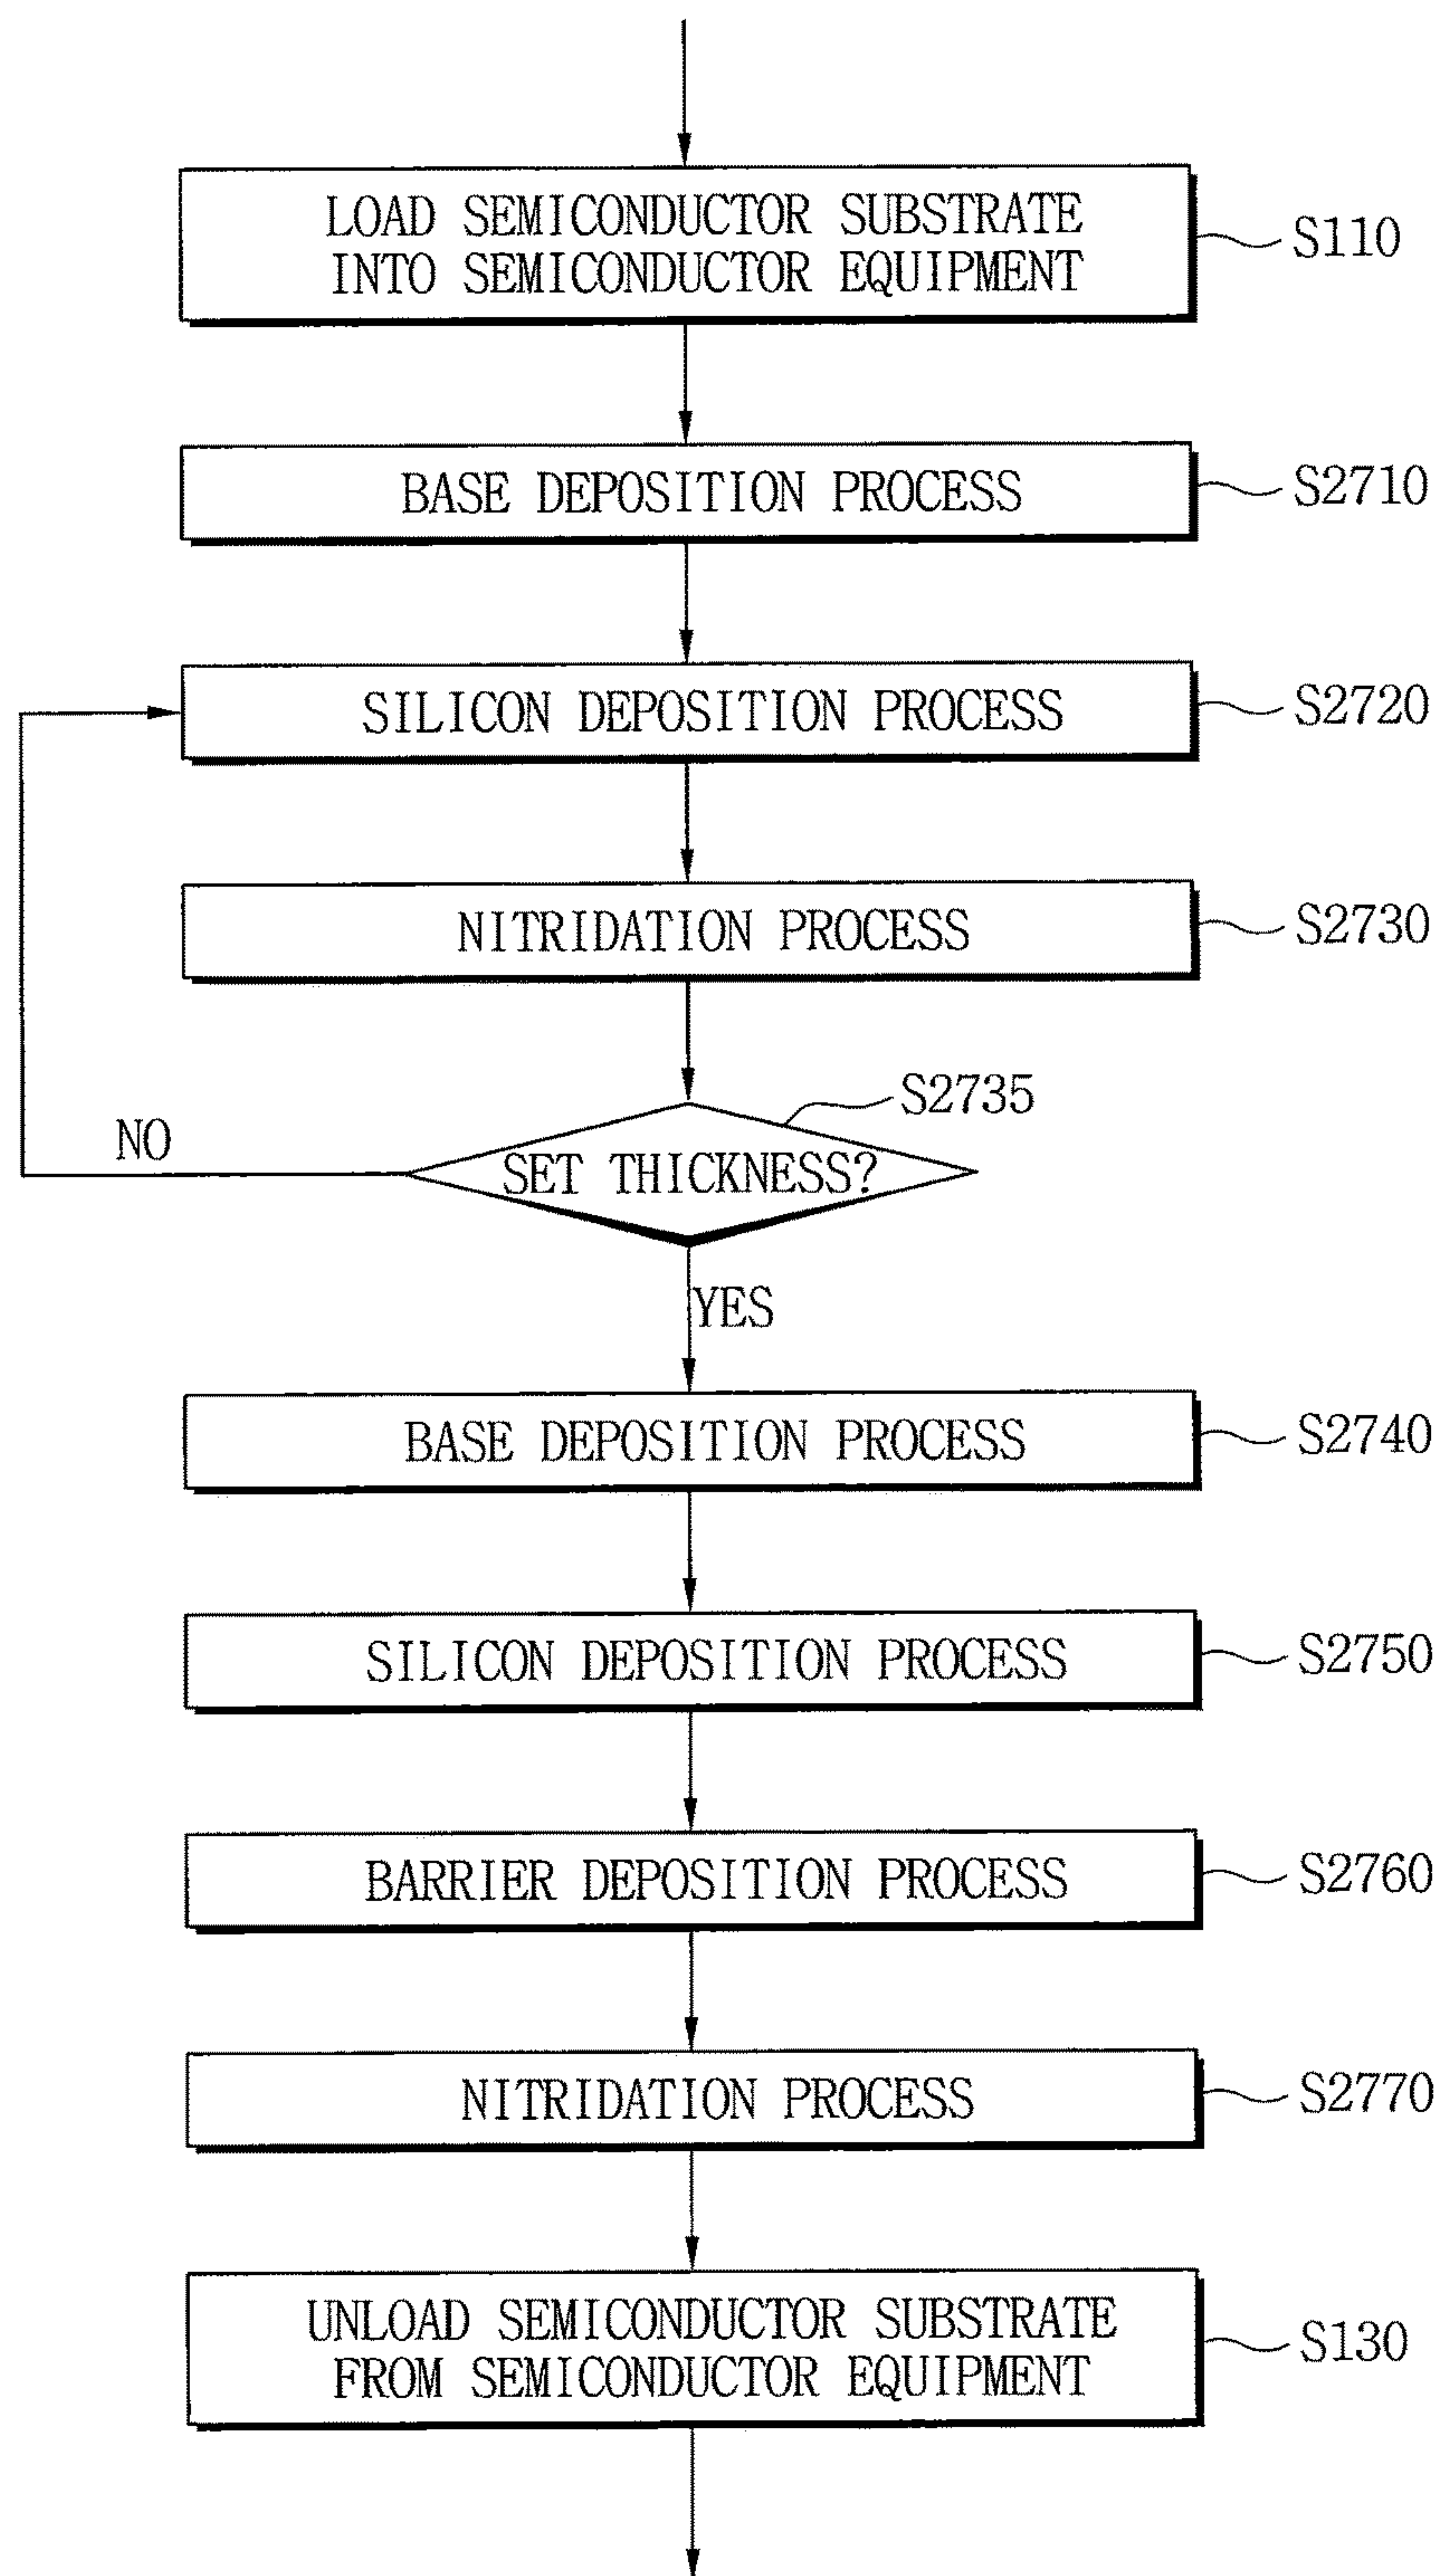 LOAD SEMICONDUCTOR SUBSTRATE
INTO SEMICONDUCTOR EQUIPMENT
S110
BASE DEPOSITION PROCESS
S2710
SILICON DEPOSITION PROCESS
S2720
NITRIDATION PROCESS
S2730
S2735
NO
SET THICKNESS?
YES
BASE DEPOSITION PROCESS
S2740
SILICON DEPOSITION PROCESS
S2750
BARRIER DEPOSITION PROCESS
S2760
NITRIDATION PROCESS
S2770
UNLOAD SEMICONDUCTOR SUBSTRATE
FROM SEMICONDUCTOR EQUIPMENT
S130